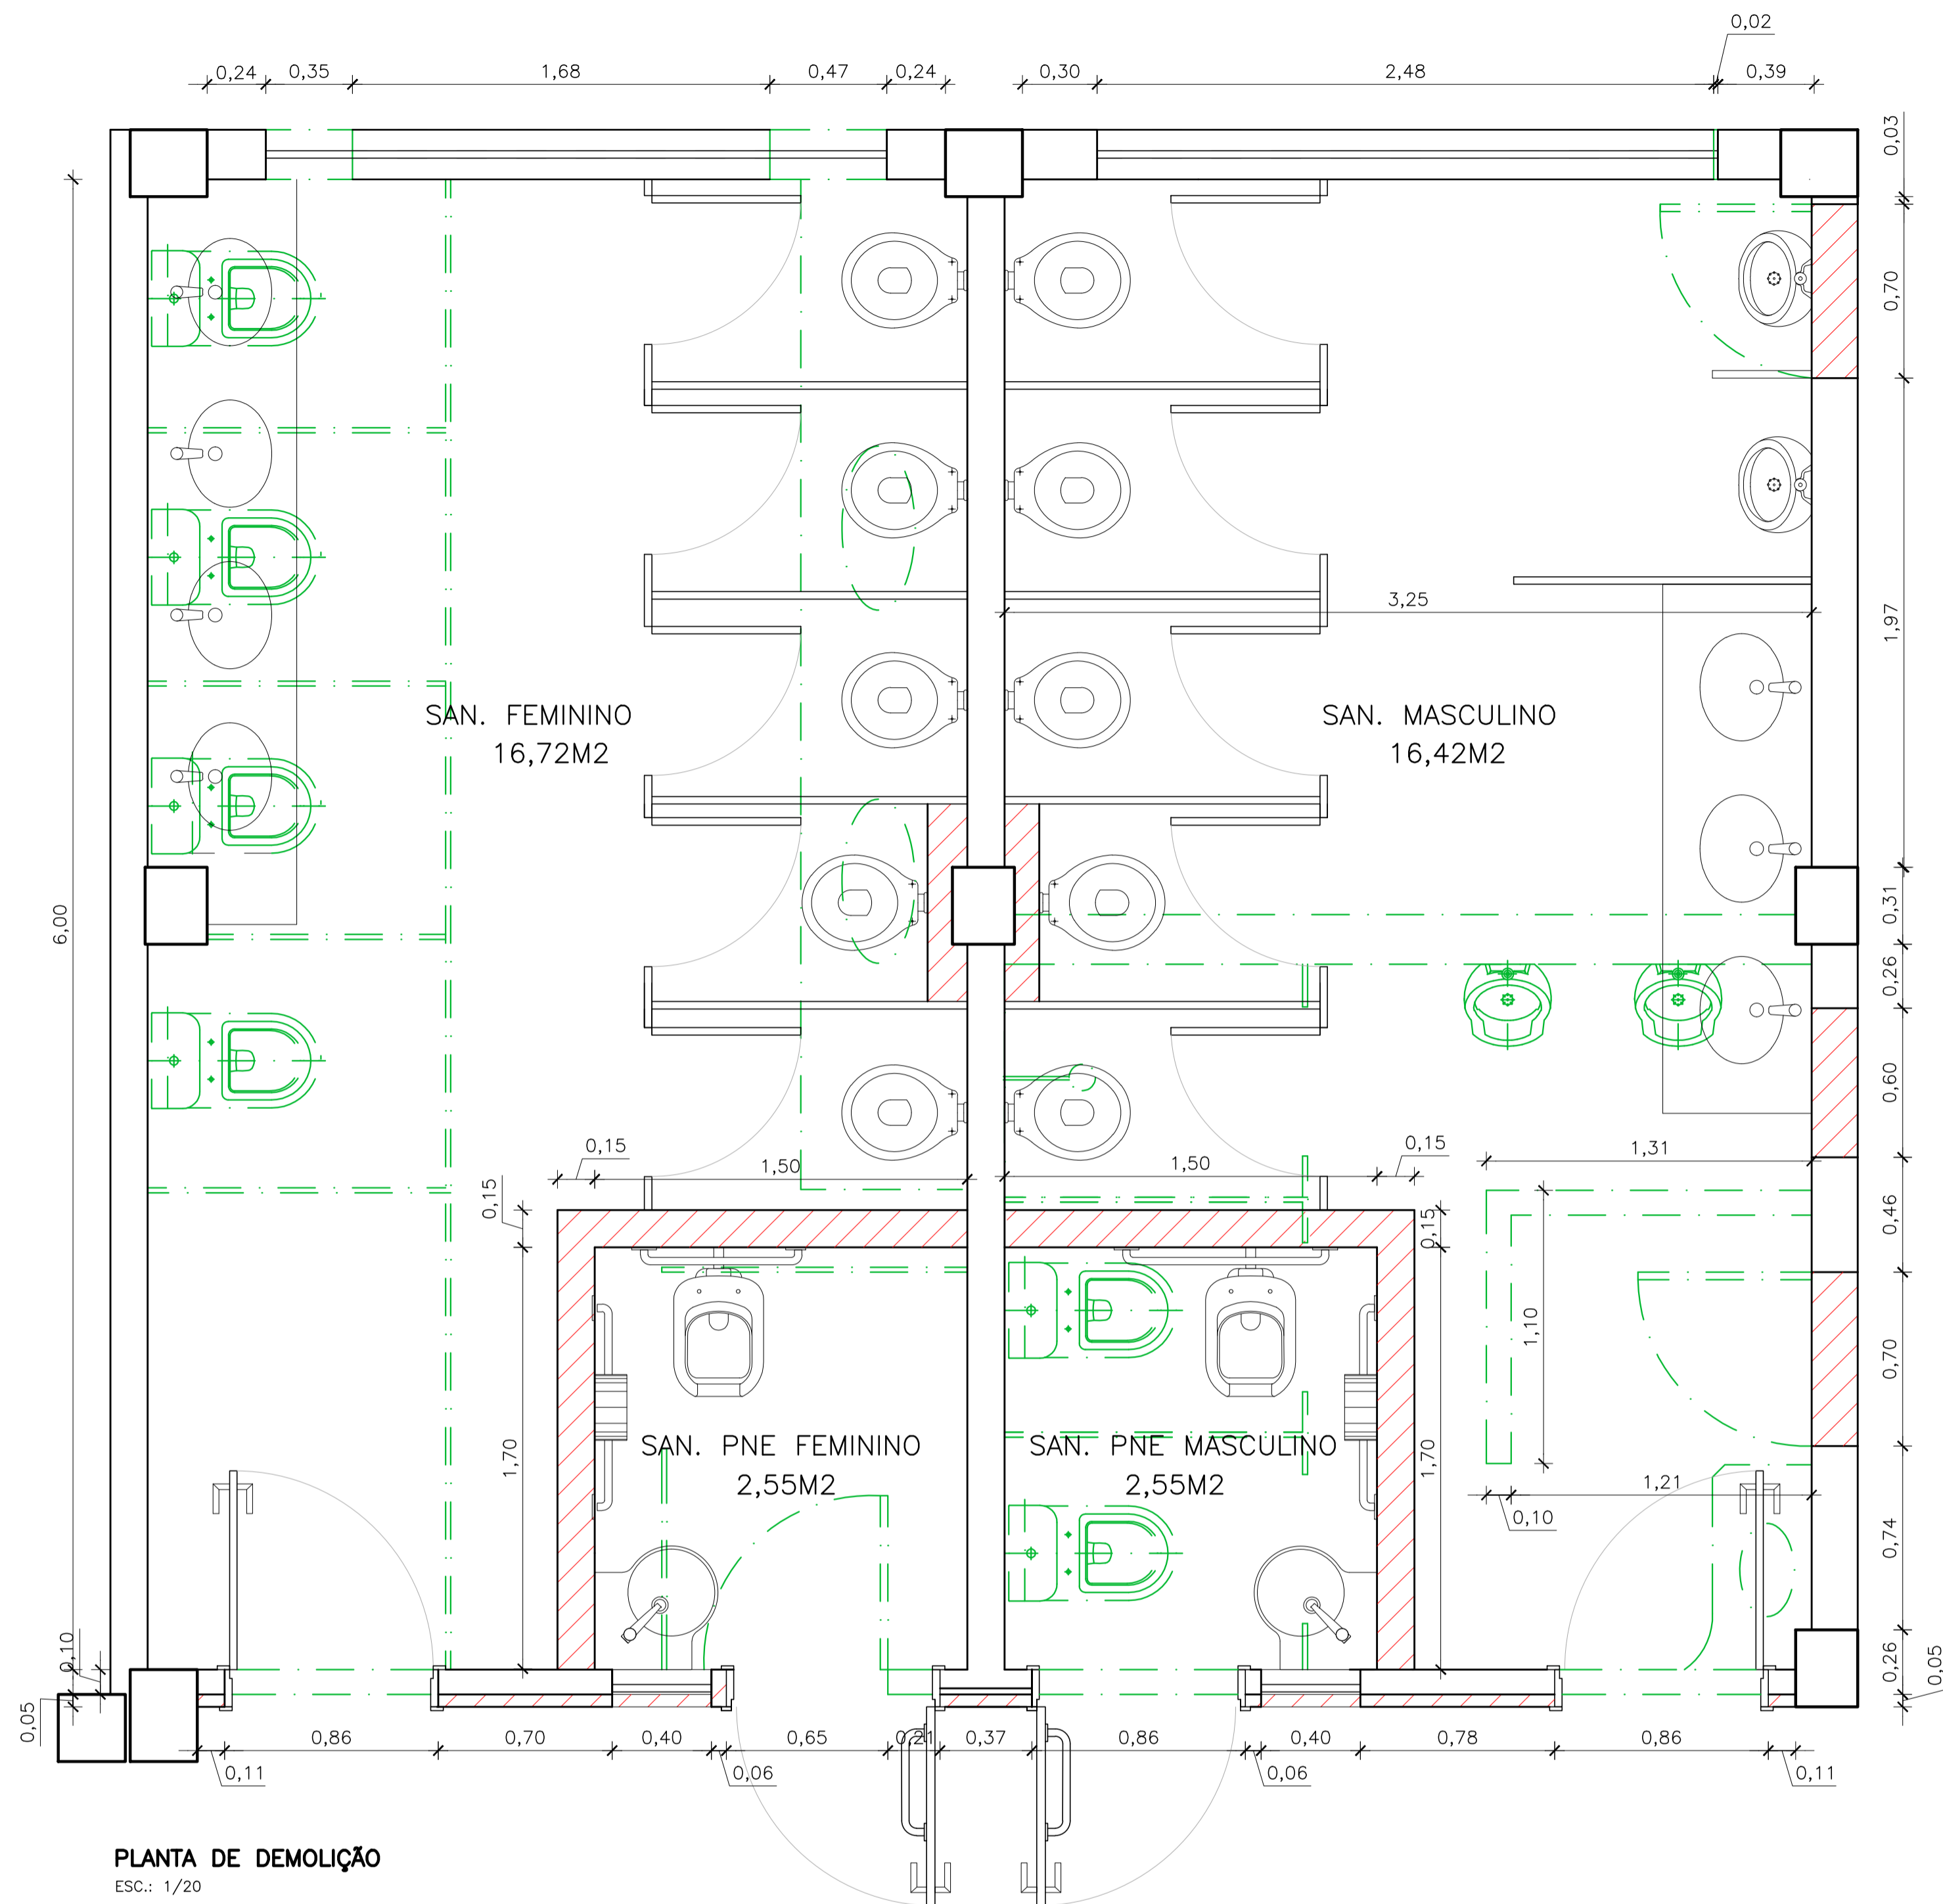 0,02
0,24 0,35 1,68 0,47 0,24 0,30 2,48 0,39
0,03
0,70
3,25
1,97
SAN. FEMININO
16,72M2
SAN. MASCULINO
16,42M2
6,00
0,31
0,26
0,60
0,15 1,50 1,50 0,15 1,31
0,15
0,15
0,46
1,10
0,70
SAN. PNE FEMININO
2,55M2
SAN. PNE MASCULINO
2,55M2
1,70
1,70
1,21
0,10
0,74
0,10
0,26
0,05
0,05
0,86 0,70 0,40 0,65 0,21 0,37 0,86 0,40 0,78 0,86
0,11 0,06 0,06 0,11
PLANTA DE DEMOLIÇÃO
ESC.: 1/20